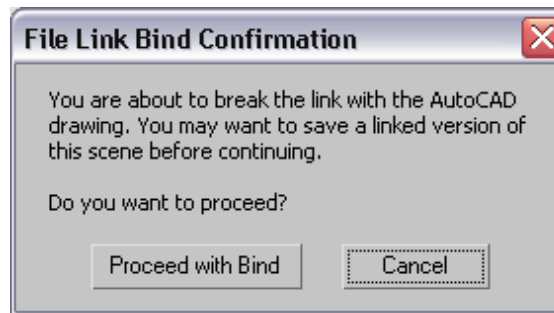 File Link Bind Confirmation
You are about to break the link with the AutoCAD
drawing. You may want to save a linked version of
this scene before continuing.
Do you want to proceed?
Proceed with Bind
Cancel